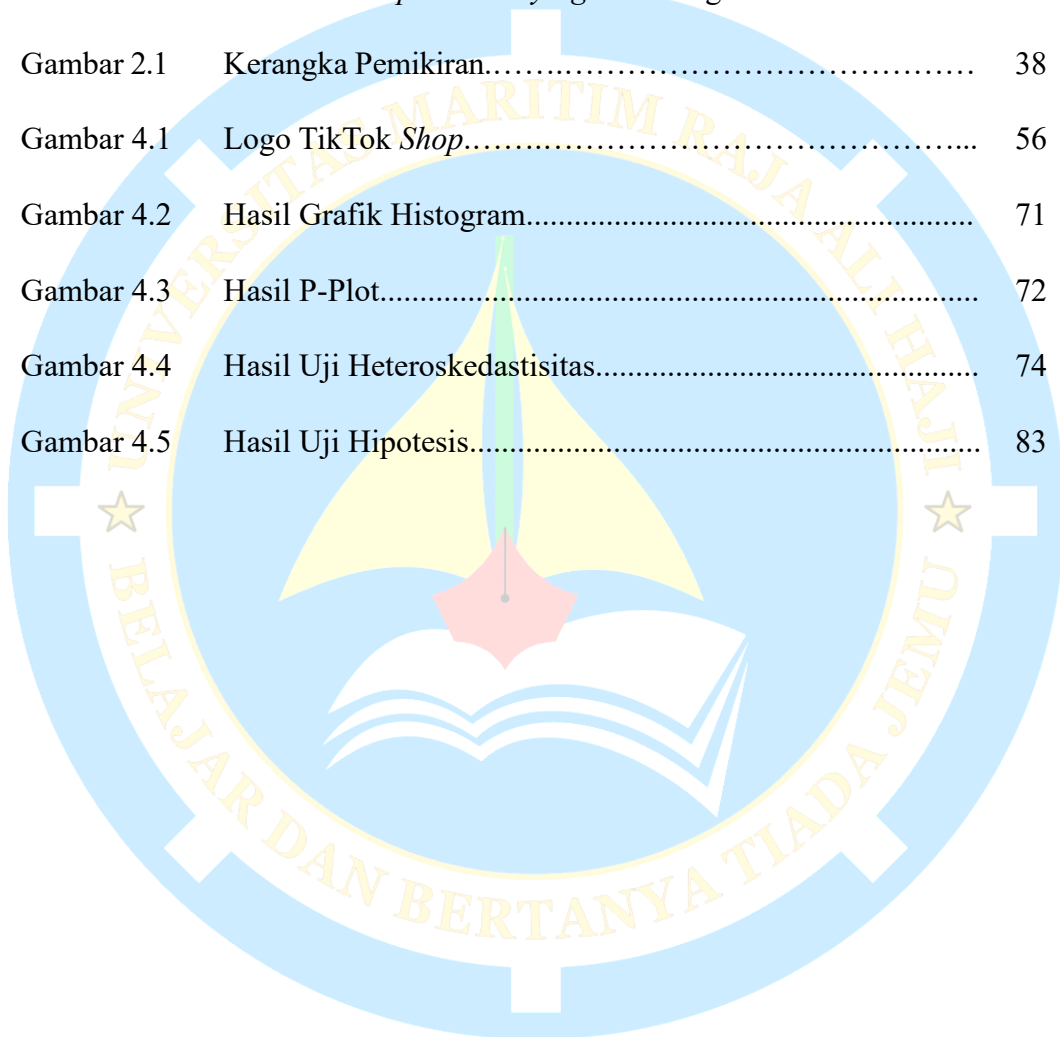 Gambar 2.1 Kerangka Pemikiran.……………………………………… 38
Gambar 4.1 Logo TikTok Shop.……………………………………….... 56
Gambar 4.2 Hasil Grafik Histogram......................................................... 71
Gambar 4.3 Hasil P-Plot............................................................................ 72
Gambar 4.4 Hasil Uji Heteroskedastisitas................................................. 74
Gambar 4.5 Hasil Uji Hipotesis................................................................. 83
UNIVERSITAS MARITIM RAJA ALI HAJI
BELAJAR DAN BERTANYA TIADA JEMU